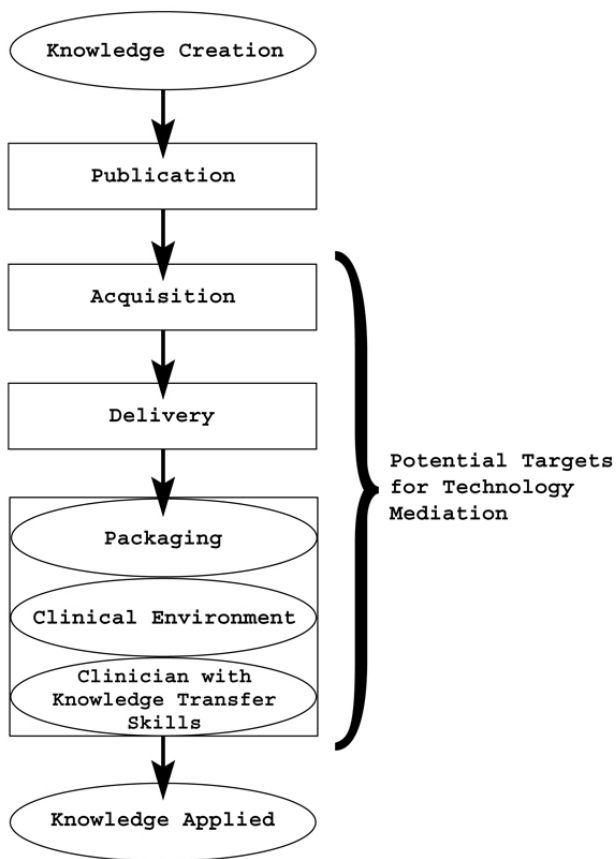 Knowledge Creation
Publication
Acquisition
Delivery
Potential Targets
for Technology
Mediation
Packaging
Clinical Environment
Clinician with
Knowledge Transfer
Skills
Knowledge Applied